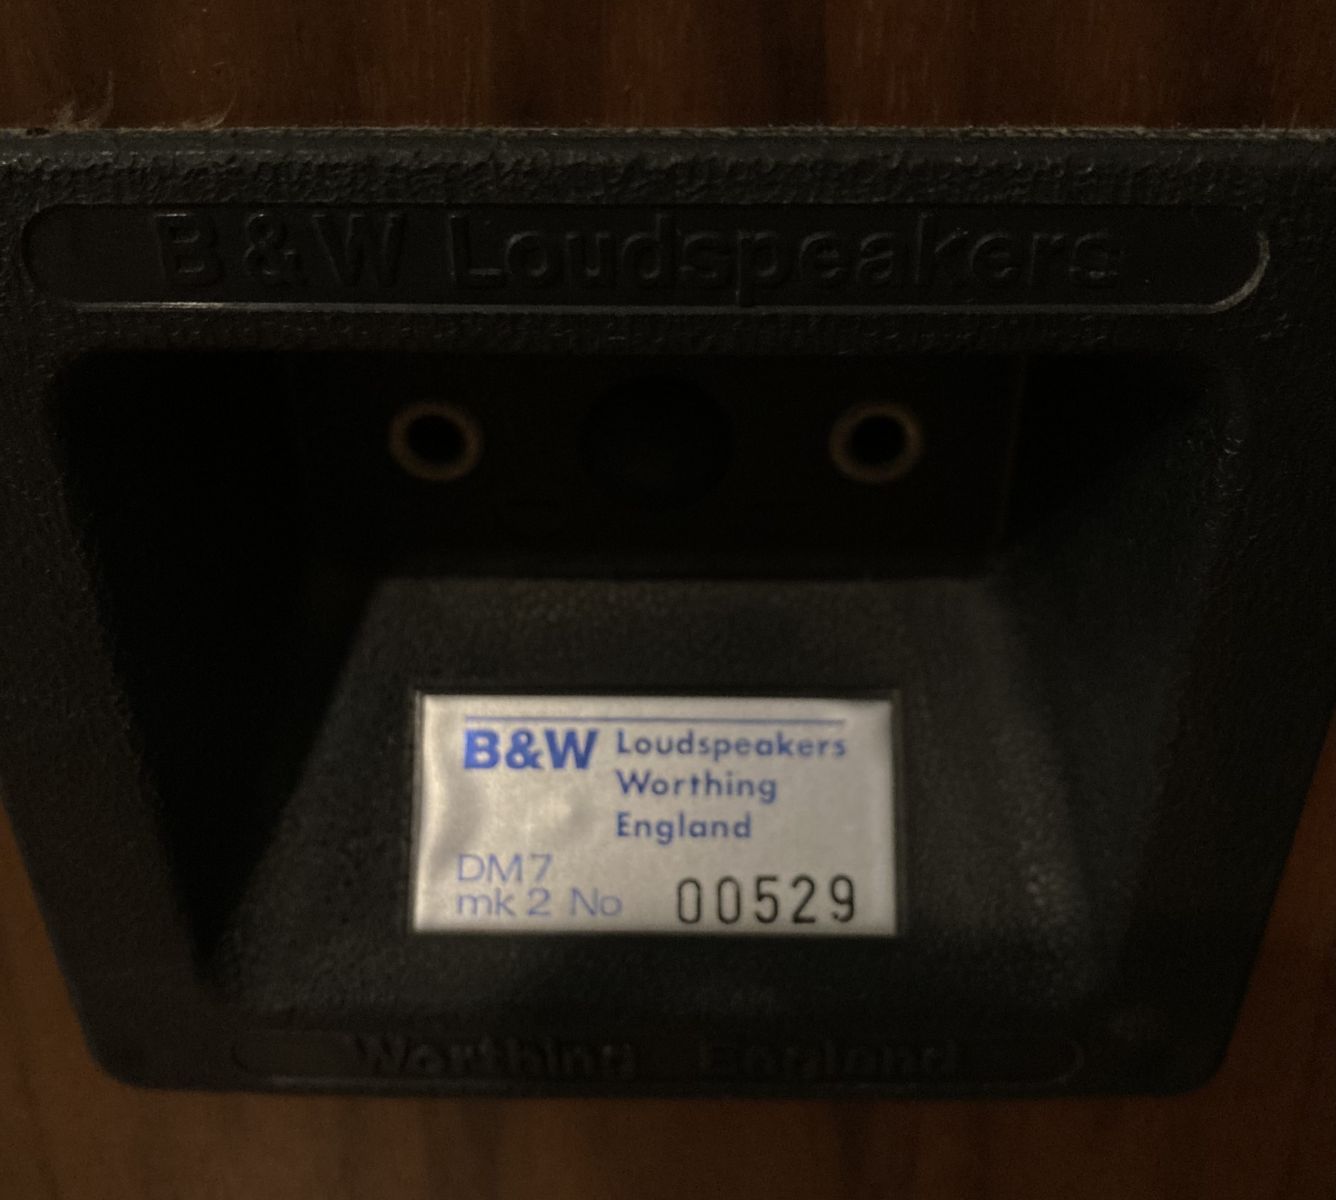 B&W Loudspeakers
B&W Loudspeakers
Worthing
England
DM7
mk 2 No 00529
Worthing England